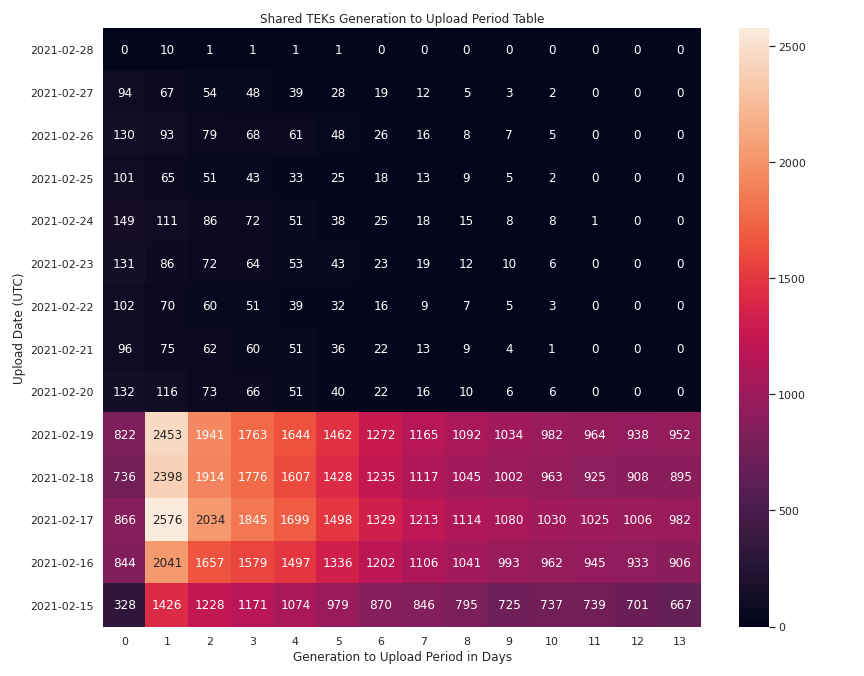 Shared TEKs Generation to Upload Period Table
2021-02-28 0 10 1 1 1 1 0 0 0 0 0 0 0 0
2021-02-27 94 67 54 48 39 28 19 12 5 3 2 0 0 0
2021-02-26 130 93 79 68 61 48 26 16 8 7 5 0 0 0
2021-02-25 101 65 51 43 33 25 18 13 9 5 2 0 0 0
2021-02-24 149 111 86 72 51 38 25 18 15 8 8 1 0 0
2021-02-23 131 86 72 64 53 43 23 19 12 10 6 0 0 0
2021-02-22 102 70 60 51 39 32 16 9 7 5 3 0 0 0
2021-02-21 96 75 62 60 51 36 22 13 9 4 1 0 0 0
2021-02-20 132 116 73 66 51 40 22 16 10 6 6 0 0 0
2021-02-19 822 2453 1941 1763 1644 1462 1272 1165 1092 1034 982 964 938 952
2021-02-18 736 2398 1914 1776 1607 1428 1235 1117 1045 1002 963 925 908 895
2021-02-17 866 2576 2034 1845 1699 1498 1329 1213 1114 1080 1030 1025 1006 982
2021-02-16 844 2041 1657 1579 1497 1336 1202 1106 1041 993 962 945 933 906
2021-02-15 328 1426 1228 1171 1074 979 870 846 795 725 737 739 701 667
0 1 2 3 4 5 6 7 8 9 10 11 12 13
Generation to Upload Period in Days
Upload Date (UTC)
2500
2000
1500
1000
500
0